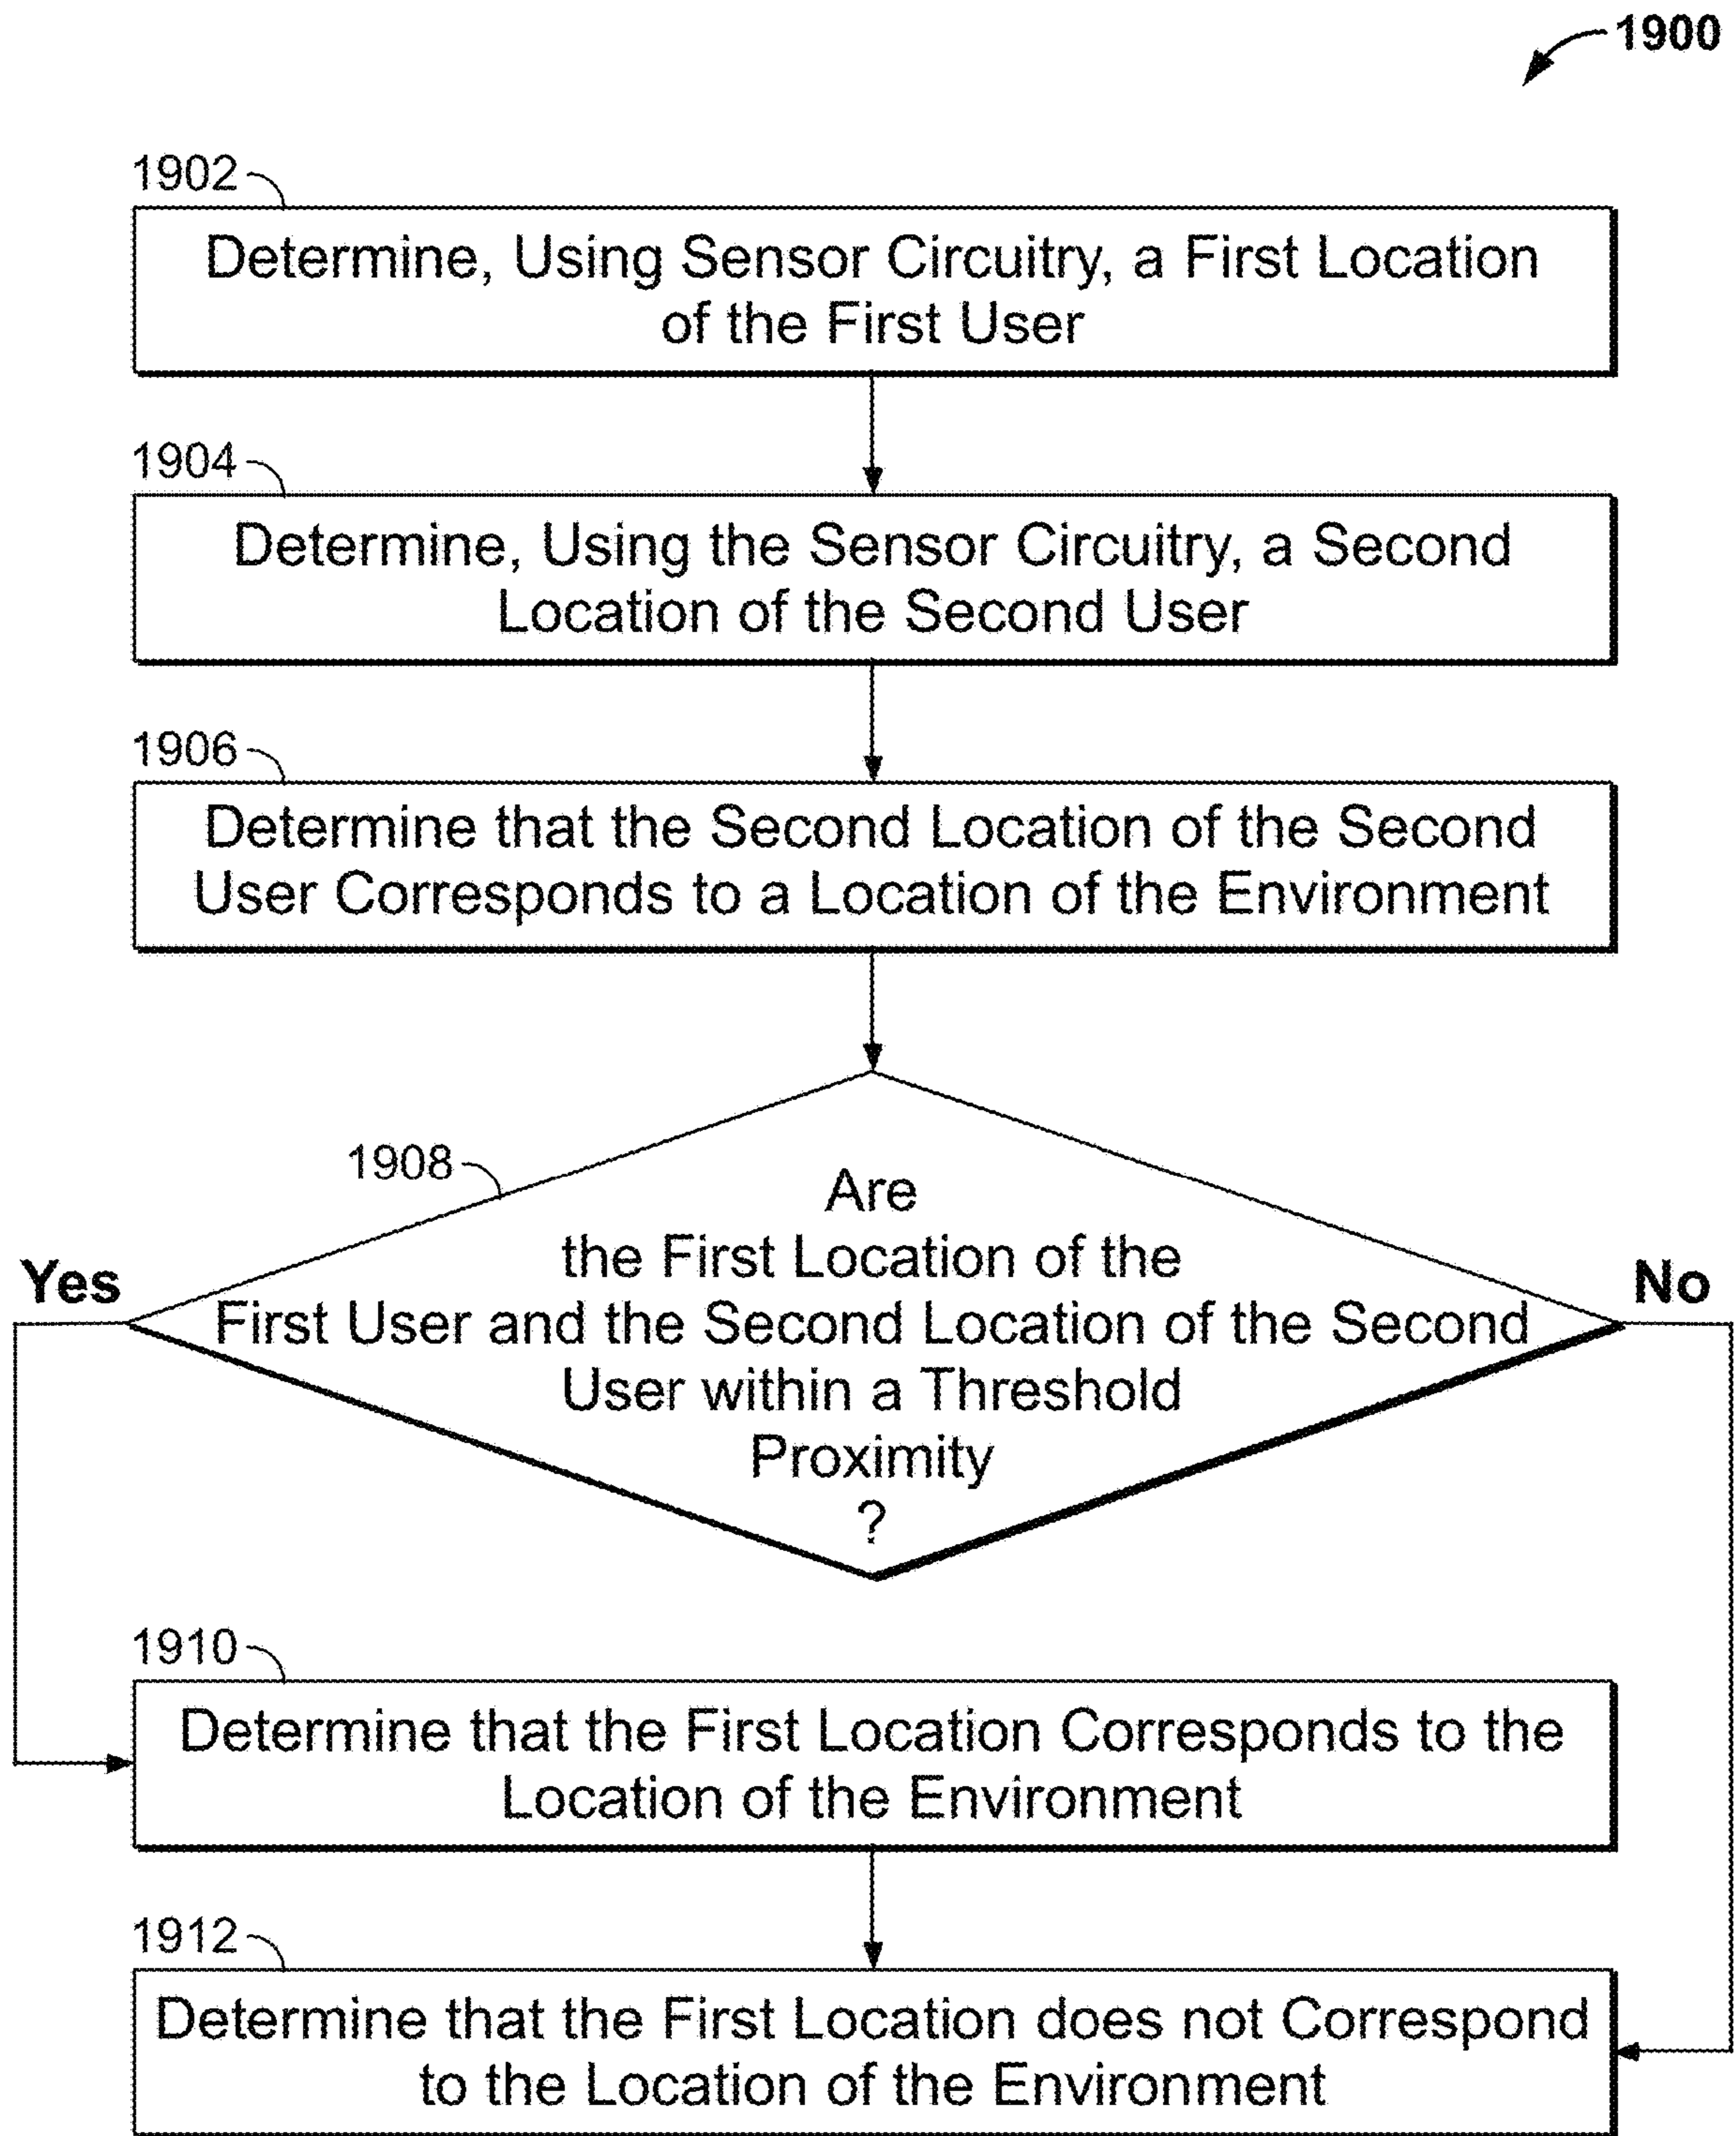 1900
1902
Determine, Using Sensor Circuitry, a First Location
of the First User
1904
Determine, Using the Sensor Circuitry, a Second
Location of the Second User
1906
Determine that the Second Location of the Second
User Corresponds to a Location of the Environment
1908
Are
the First Location of the
First User and the Second Location of the Second
User within a Threshold
Proximity
?
Yes
No
1910
Determine that the First Location Corresponds to the
Location of the Environment
1912
Determine that the First Location does not Correspond
to the Location of the Environment